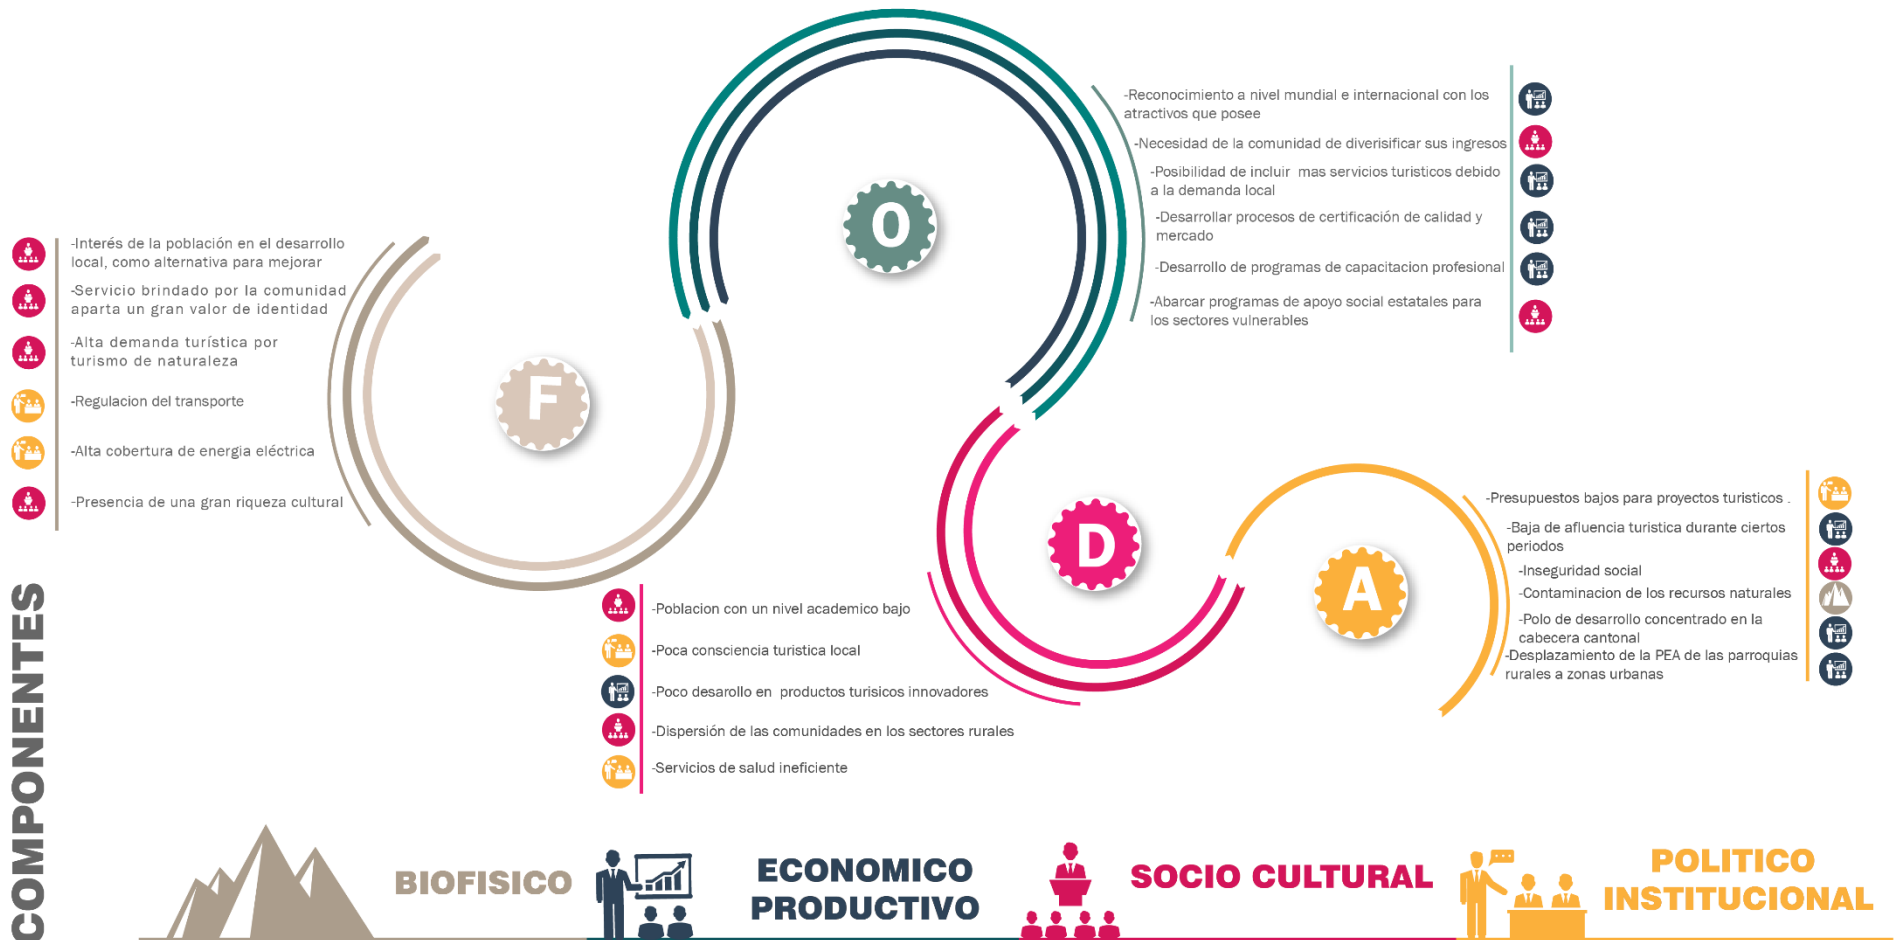 O
-Reconocimiento a nivel mundial e internacional con los
atractivos que posee
-Necesidad de la comunidad de diverisificar sus ingresos
-Posibilidad de incluir mas servicios turisticos debido
a la demanda local
-Desarrollar procesos de certificación de calidad y
mercado
-Desarrollo de programas de capacitacion profesional
-Abarcar programas de apoyo social estatales para
los sectores vulnerables
F
-Interés de la población en el desarrollo
local, como alternativa para mejorar
-Servicio brindado por la comunidad
aparta un gran valor de identidad
-Alta demanda turística por
turismo de naturaleza
-Regulacion del transporte
-Alta cobertura de energia eléctrica
-Presencia de una gran riqueza cultural
D
-Poblacion con un nivel academico bajo
-Poca consciencia turistica local
-Poco desarollo en productos turisicos innovadores
-Dispersión de las comunidades en los sectores rurales
-Servicios de salud ineficiente
A
-Presupuestos bajos para proyectos turisticos .
-Baja de afluencia turistica durante ciertos
periodos
-Inseguridad social
-Contaminacion de los recursos naturales
-Polo de desarrollo concentrado en la
cabecera cantonal
-Desplazamiento de la PEA de las parroquias
rurales a zonas urbanas
COMPONENTES
BIOFISICO
ECONOMICO
PRODUCTIVO
SOCIO CULTURAL
POLITICO
INSTITUCIONAL